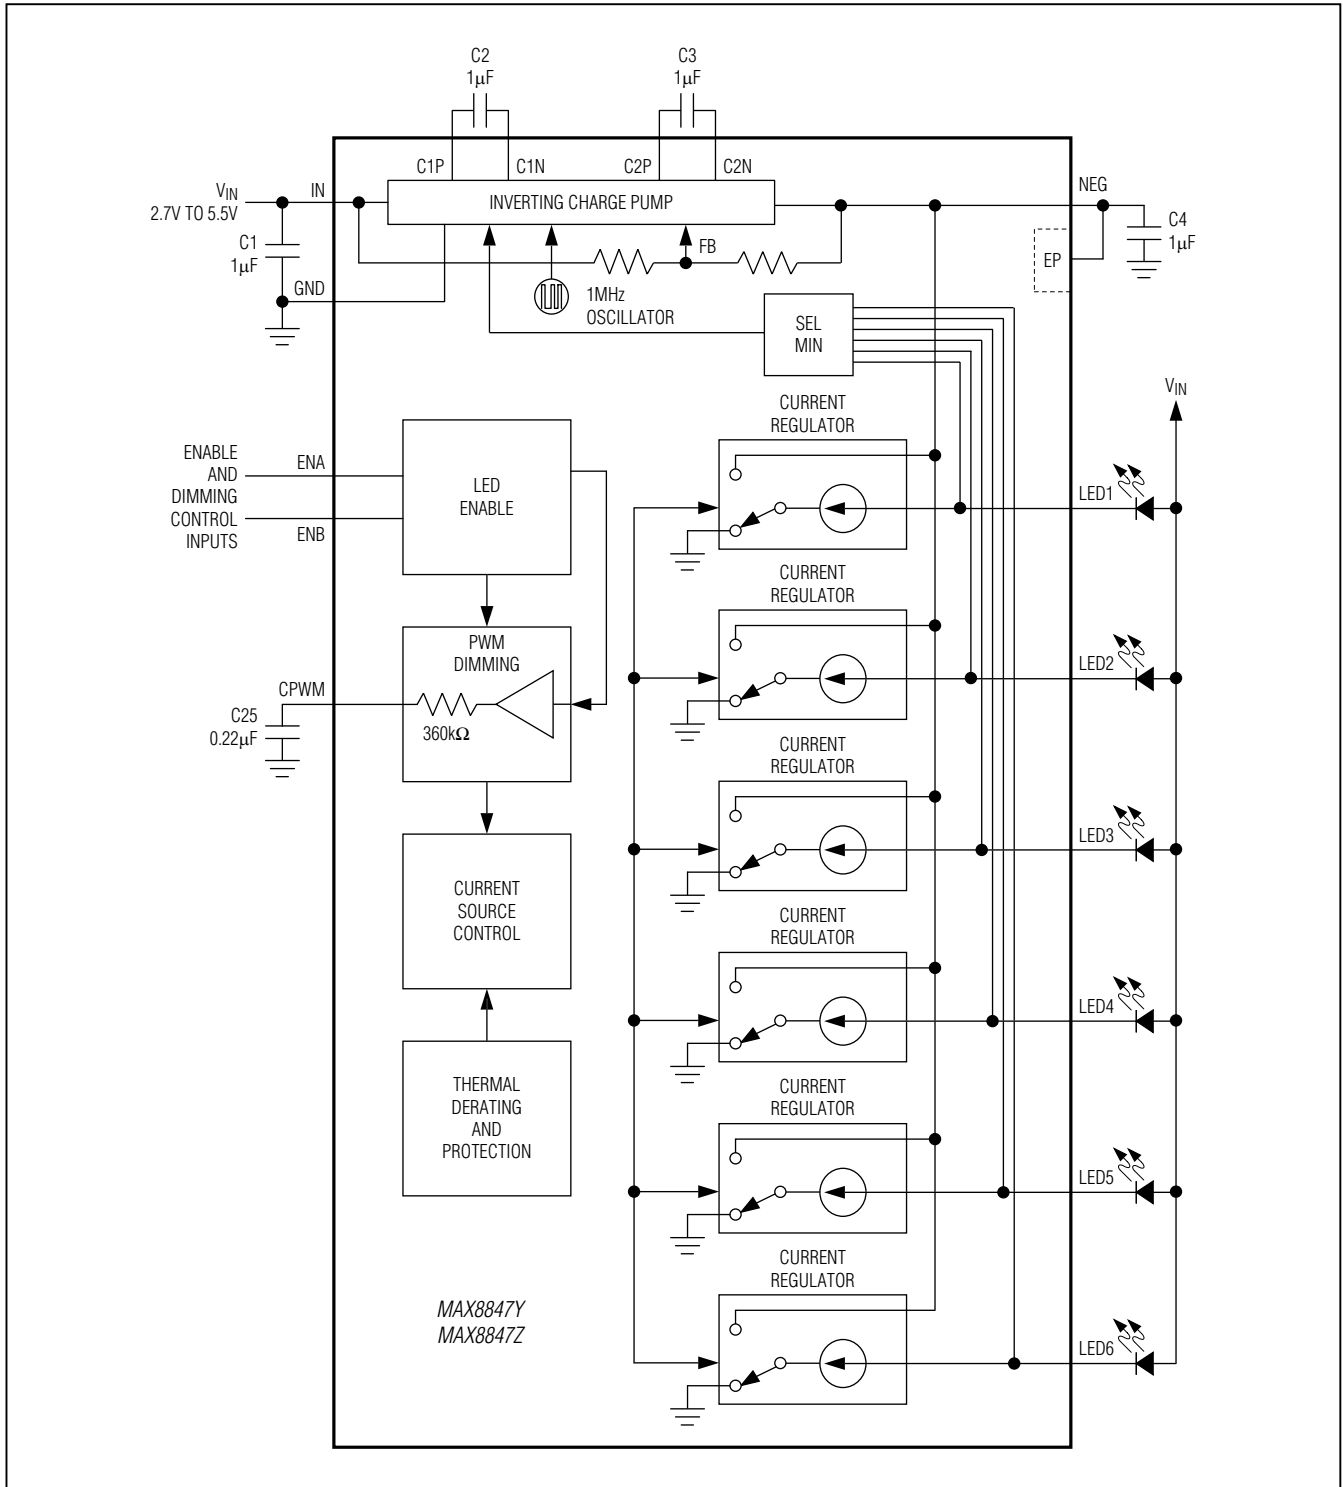 C2
1μF
C3
1μF
C1P
C1N
C2P
C2N
VIN
2.7V TO 5.5V
IN
INVERTING CHARGE PUMP
NEG
C4
1μF
C1
1μF
FB
EP
GND
1MHz
OSCILLATOR
SEL
MIN
VIN
CURRENT
REGULATOR
ENABLE
AND
DIMMING
CONTROL
INPUTS
ENA
ENB
LED
ENABLE
LED1
CURRENT
REGULATOR
PWM
DIMMING
LED2
CPWM
C25
0.22μF
360kΩ
CURRENT
REGULATOR
LED3
CURRENT
SOURCE
CONTROL
CURRENT
REGULATOR
LED4
THERMAL
DERATING
AND
PROTECTION
CURRENT
REGULATOR
LED5
CURRENT
REGULATOR
MAX8847Y
MAX8847Z
LED6